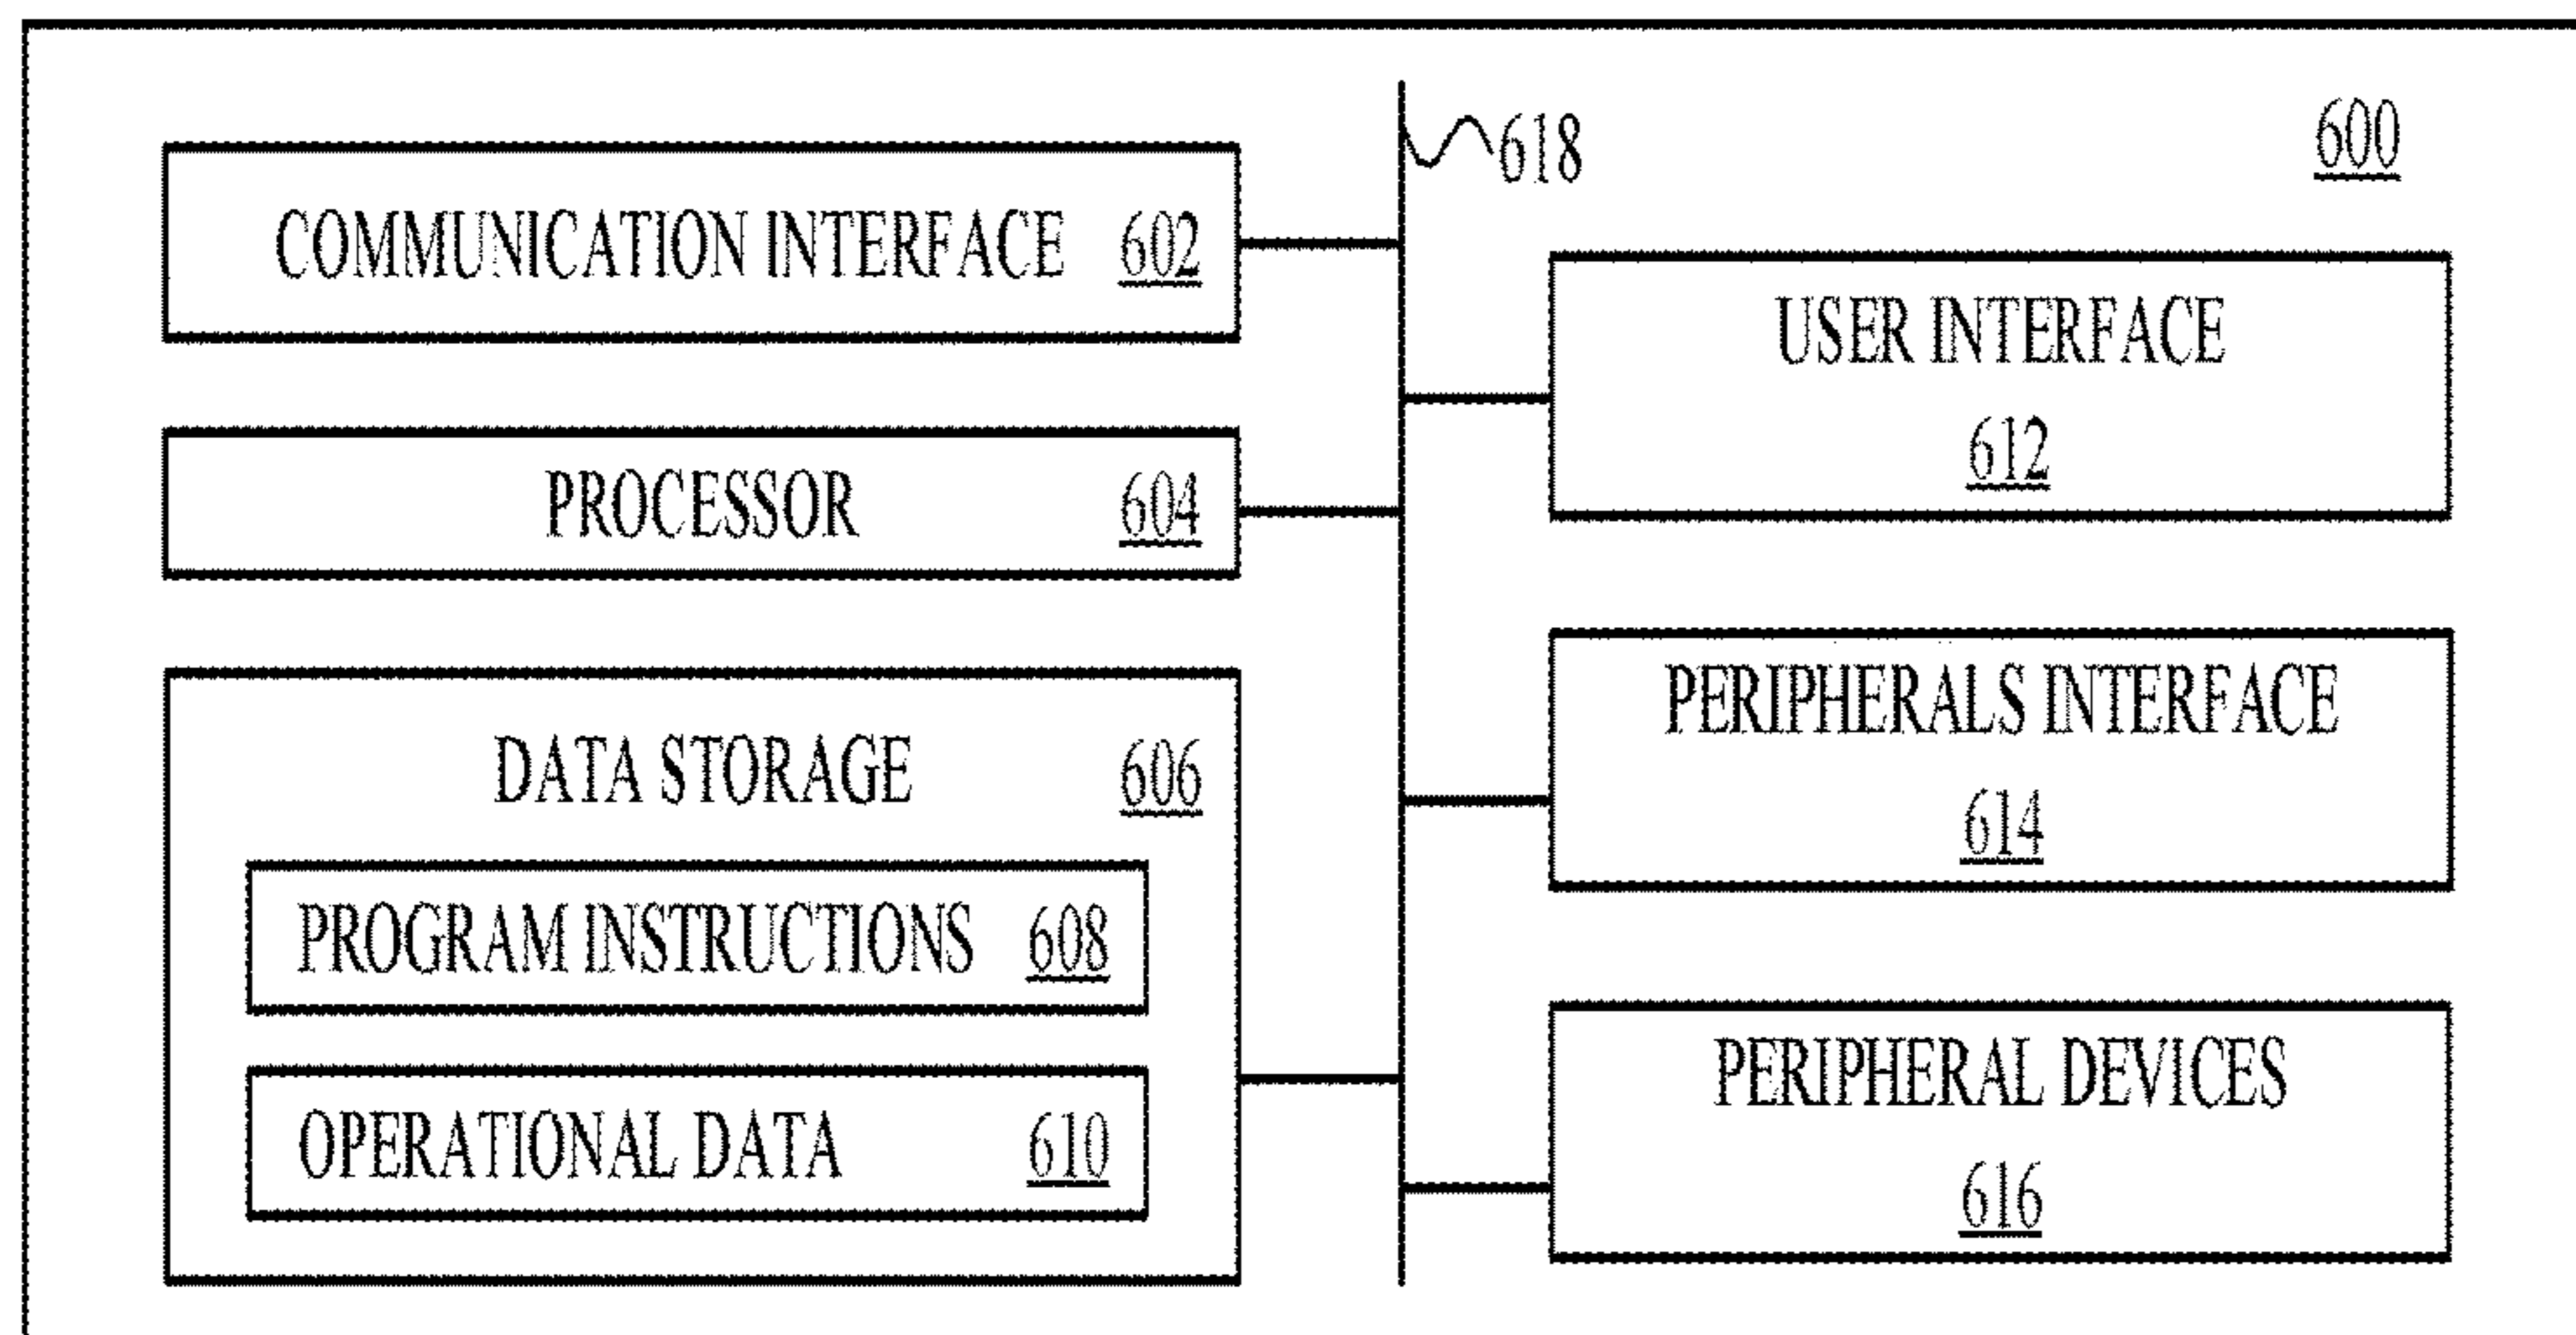 618
600
COMMUNICATION INTERFACE 602
PROCESSOR 604
DATA STORAGE 606
PROGRAM INSTRUCTIONS 608
OPERATIONAL DATA 610
USER INTERFACE
612
PERIPHERALS INTERFACE
614
PERIPHERAL DEVICES
616